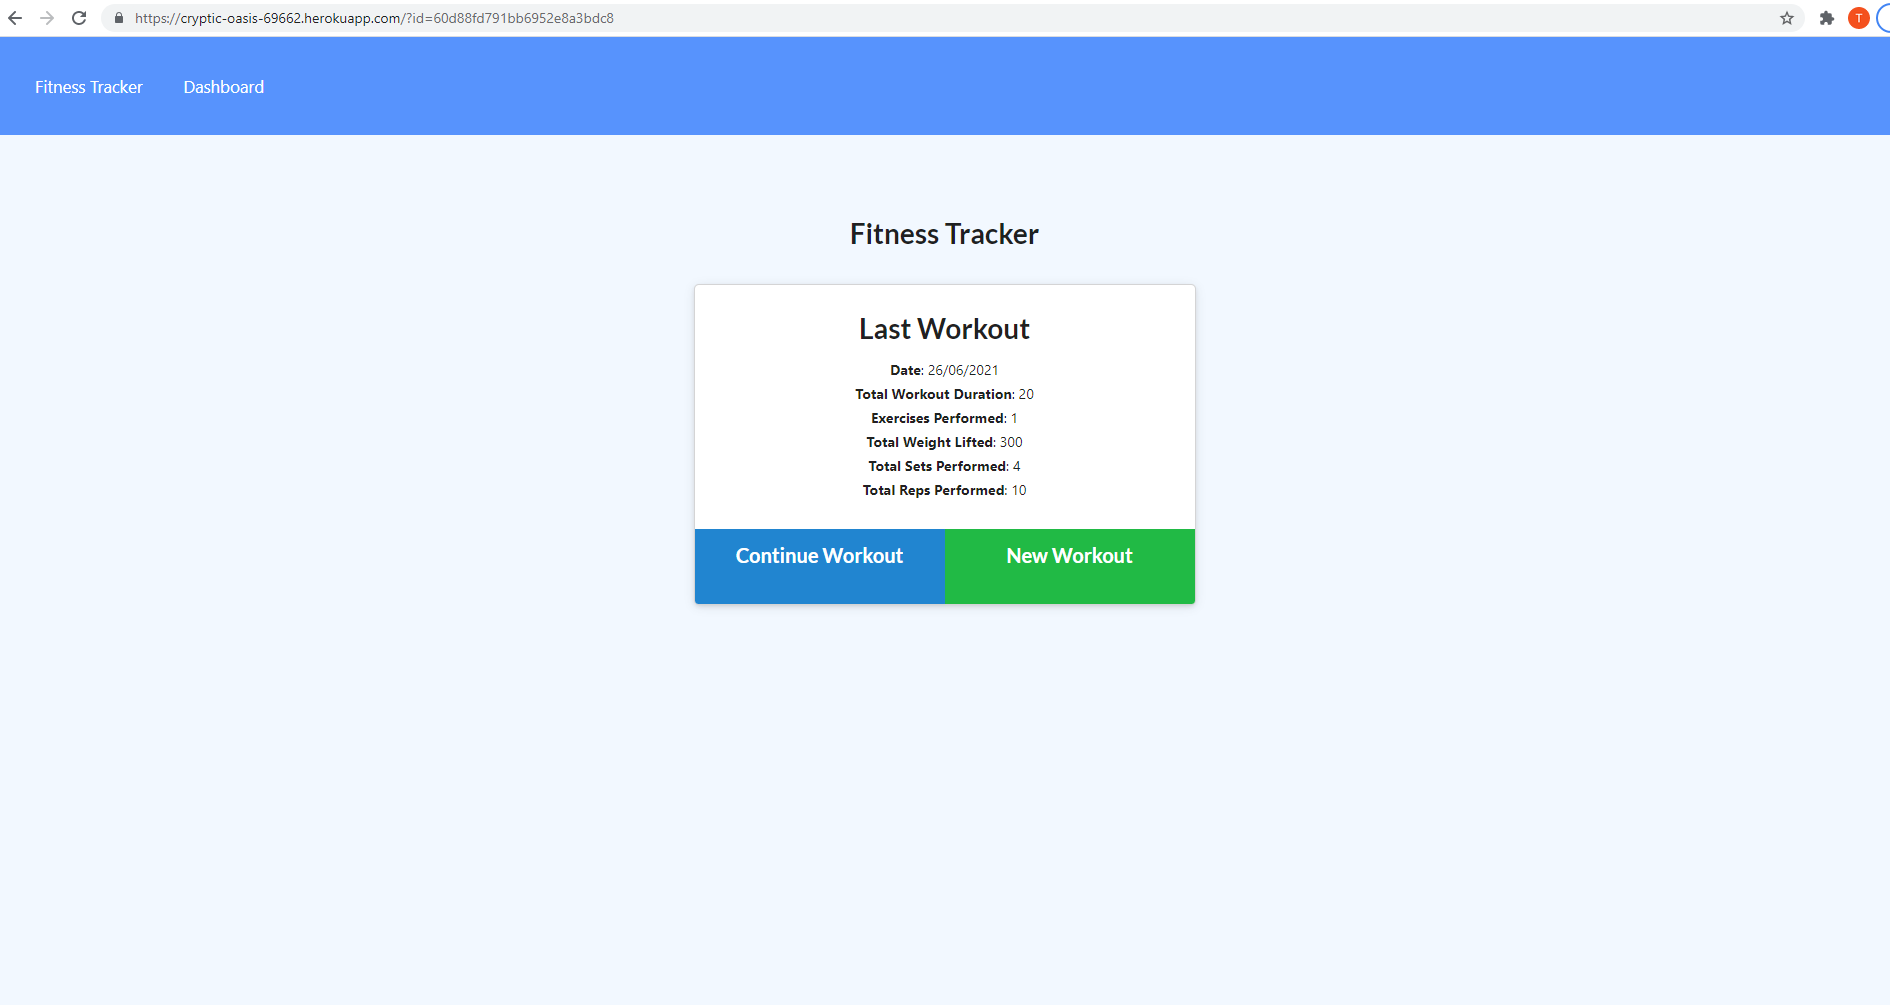 https://cryptic-oasis-69662.herokuapp.com/?id=60d88fd791bb6952e8a3bdc8
T
Fitness Tracker Dashboard
Fitness Tracker
Last Workout
Date: 26/06/2021
Total Workout Duration: 20
Exercises Performed: 1
Total Weight Lifted: 300
Total Sets Performed: 4
Total Reps Performed: 10
Continue Workout New Workout